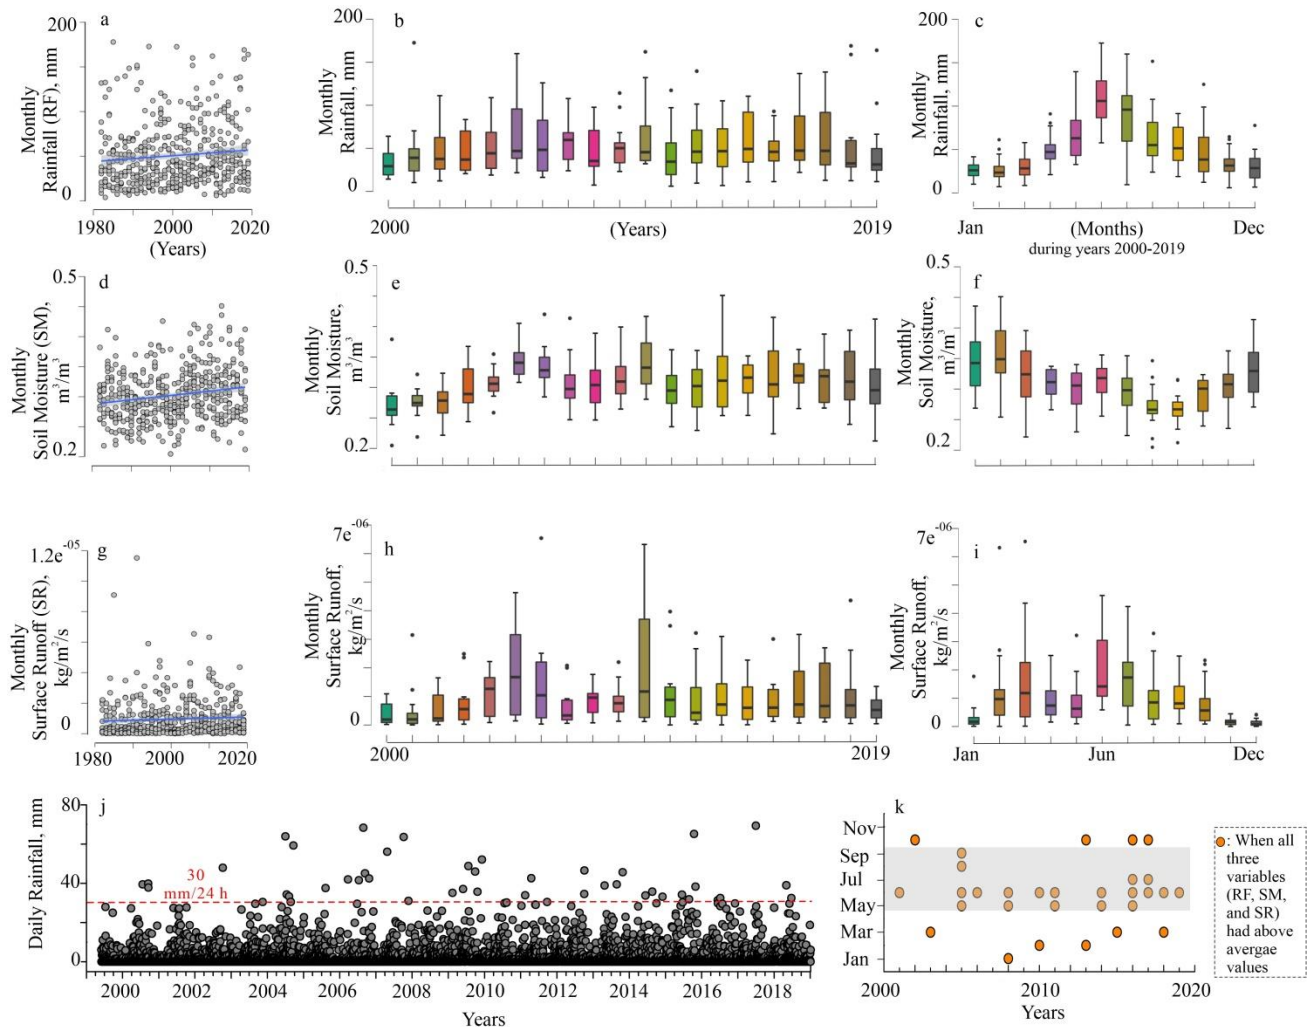 a
200
Monthly
Rainfall (RF), mm
0
1980
2000
2020
(Years)
b
200
Monthly
Rainfall, mm
0
2000
(Years)
2019
c
200
Monthly
Rainfall, mm
0
Jan
(Months)
Dec
during years 2000-2019
d
0.5
Monthly
Soil Moisture (SM),
m³/m³
0.2
e
0.5
Monthly
Soil Moisture,
m³/m³
0.2
f
0.5
Monthly
Soil Moisture,
m³/m³
0.2
g
1.2e⁻⁰⁵
Monthly
Surface Runoff (SR),
kg/m²/s
0
1980
2000
2020
h
7e⁻⁰⁶
Monthly
Surface Runoff,
kg/m²/s
0
2000
2019
i
7e⁻⁰⁶
Monthly
Surface Runoff,
kg/m²/s
0
Jan
Jun
Dec
j
80
40
0
Daily Rainfall, mm
30
mm/24 h
2000
2002
2004
2006
2008
2010
2012
2014
2016
2018
Years
k
Nov
Sep
Jul
May
Mar
Jan
2000
2010
2020
Years
: When all
three
variables
(RF, SM,
and SR)
had above
avergae
values